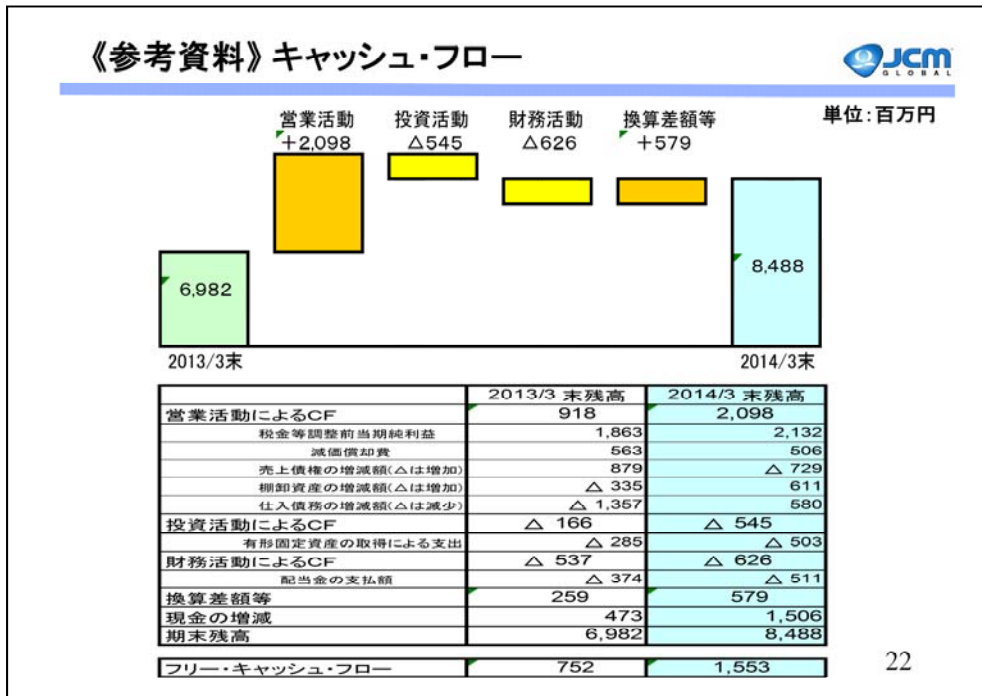 《参考資料》キャッシュ・フロー
JCM
GLOBAL
単位:百万円
営業活動 投資活動 財務活動 換算差額等
+2,098 △545 △626 +579
6,982
8,488
2013/3末 2014/3末
2013/3 末残高 2014/3 末残高
営業活動によるCF 918 2,098
税金等調整前当期純利益 1,863 2,132
減価償却費 563 506
売上債権の増減額(△は増加) 879 △ 729
棚卸資産の増減額(△は増加) △ 335 611
仕入債務の増減額(△は減少) △ 1,357 580
投資活動によるCF △ 166 △ 545
有形固定資産の取得による支出 △ 285 △ 503
財務活動によるCF △ 537 △ 626
配当金の支払額 △ 374 △ 511
換算差額等 259 579
現金の増減 473 1,506
期末残高 6,982 8,488
フリー・キャッシュ・フロー 752 1,553
22